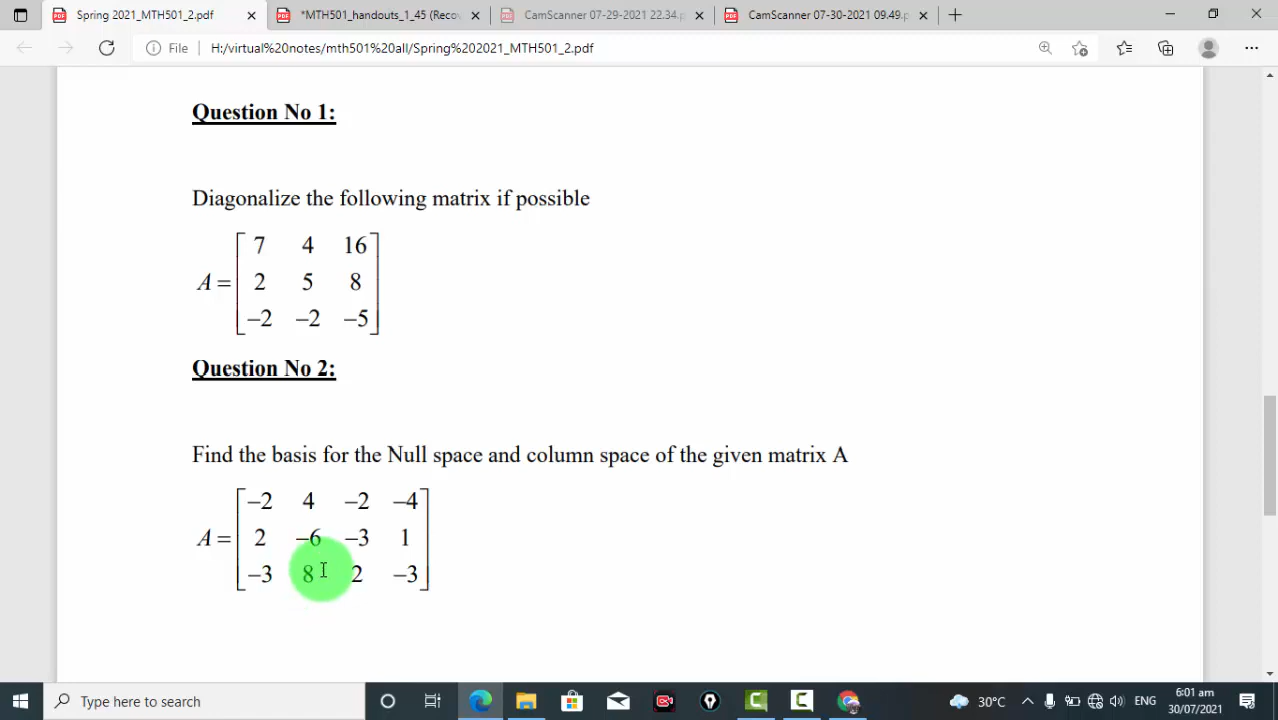 Spring 2021_MTH501_2.pdf
*MTH501_handouts_1_45 (Recov
CamScanner 07-29-2021 22.34.p
CamScanner 07-30-2021 09.49.p
File
H:/virtual%20notes/mth501%20all/Spring%202021_MTH501_2.pdf
Question No 1:
Diagonalize the following matrix if possible
7 4 16
A = 2 5 8
−2 −2 −5
Question No 2:
Find the basis for the Null space and column space of the given matrix A
−2 4 −2 −4
A = 2 −6 −3 1
−3 8 2 −3
Type here to search
30°C
ENG
6:01 am
30/07/2021